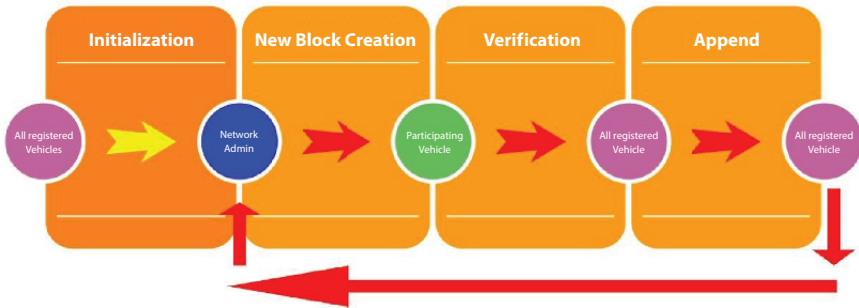 Initialization
New Block Creation
Verification
Append
All registered
Vehicles
Network
Admin
Participating
Vehicle
All registered
Vehicle
All registered
Vehicle